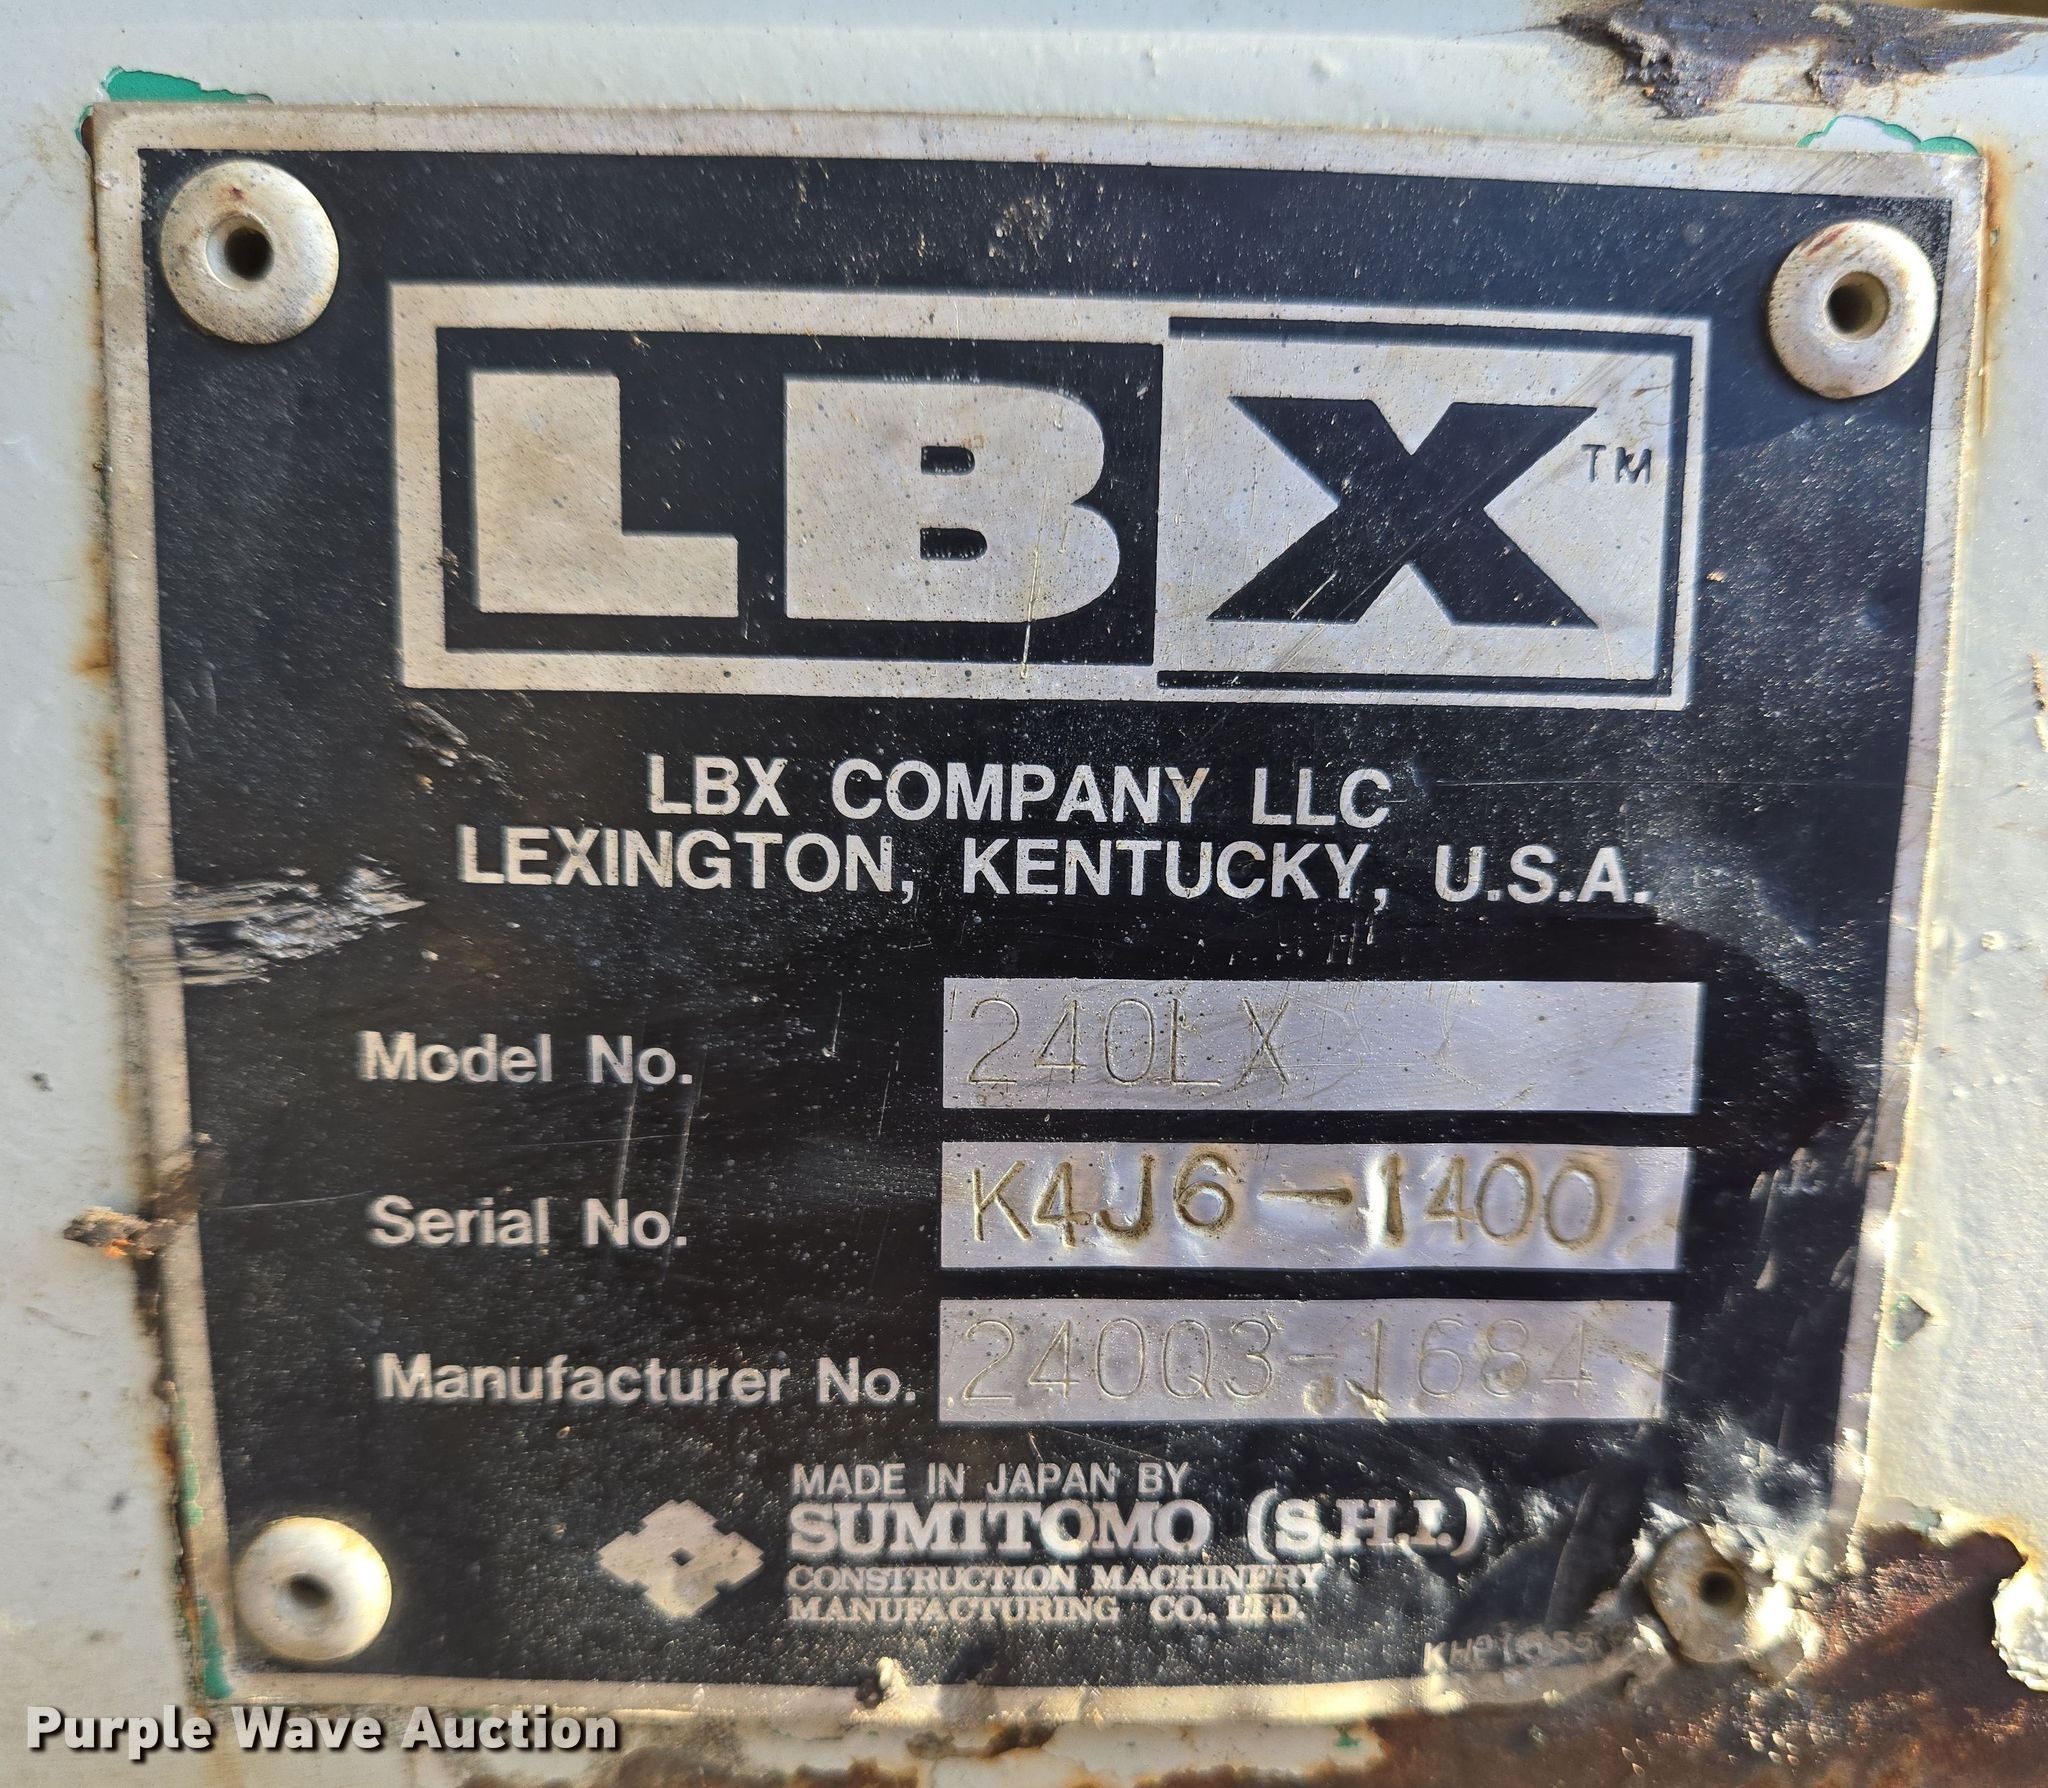 LBX™
LBX COMPANY LLC
LEXINGTON, KENTUCKY, U.S.A.
Model No. 240LX
Serial No. K4J6-1400
Manufacturer No. 240Q3-1684
MADE IN JAPAN BY
SUMITOMO (S.H.I.)
CONSTRUCTION MACHINERY
MANUFACTURING CO., LTD.
Purple Wave Auction